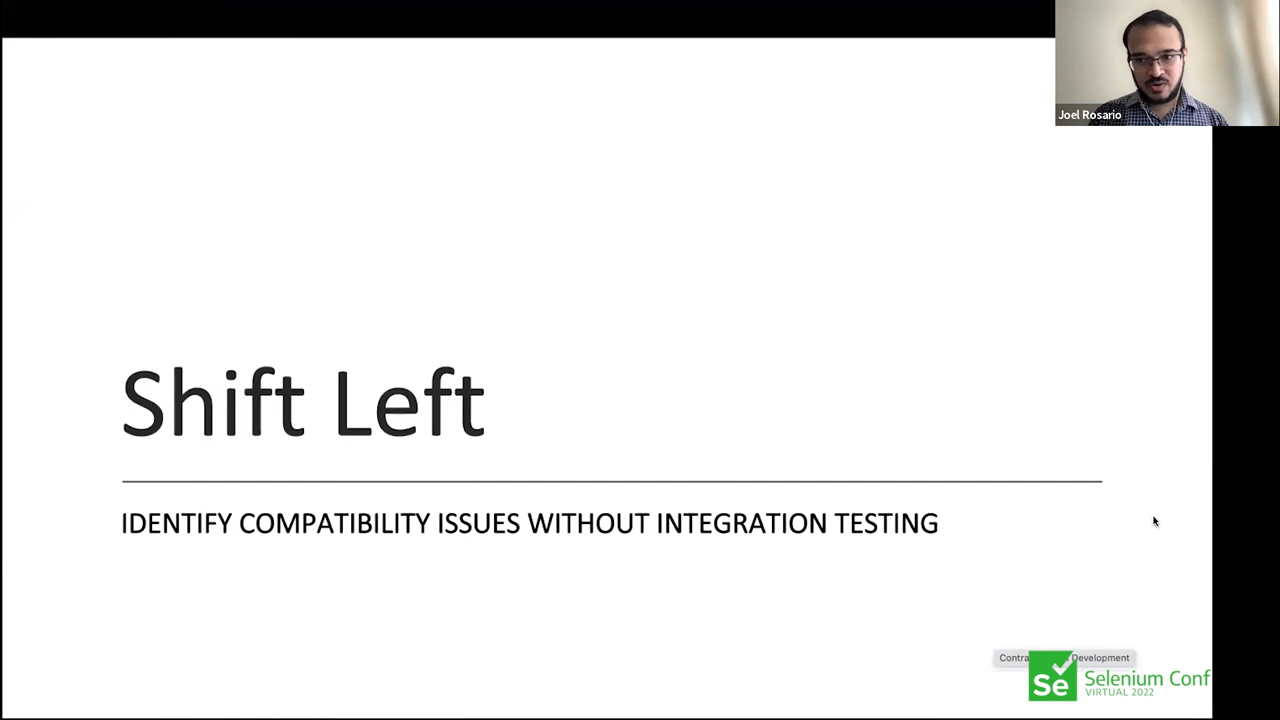 Joel Rosario
Shift Left
IDENTIFY COMPATIBILITY ISSUES WITHOUT INTEGRATION TESTING
Development
Se
Selenium Conf
VIRTUAL 2022